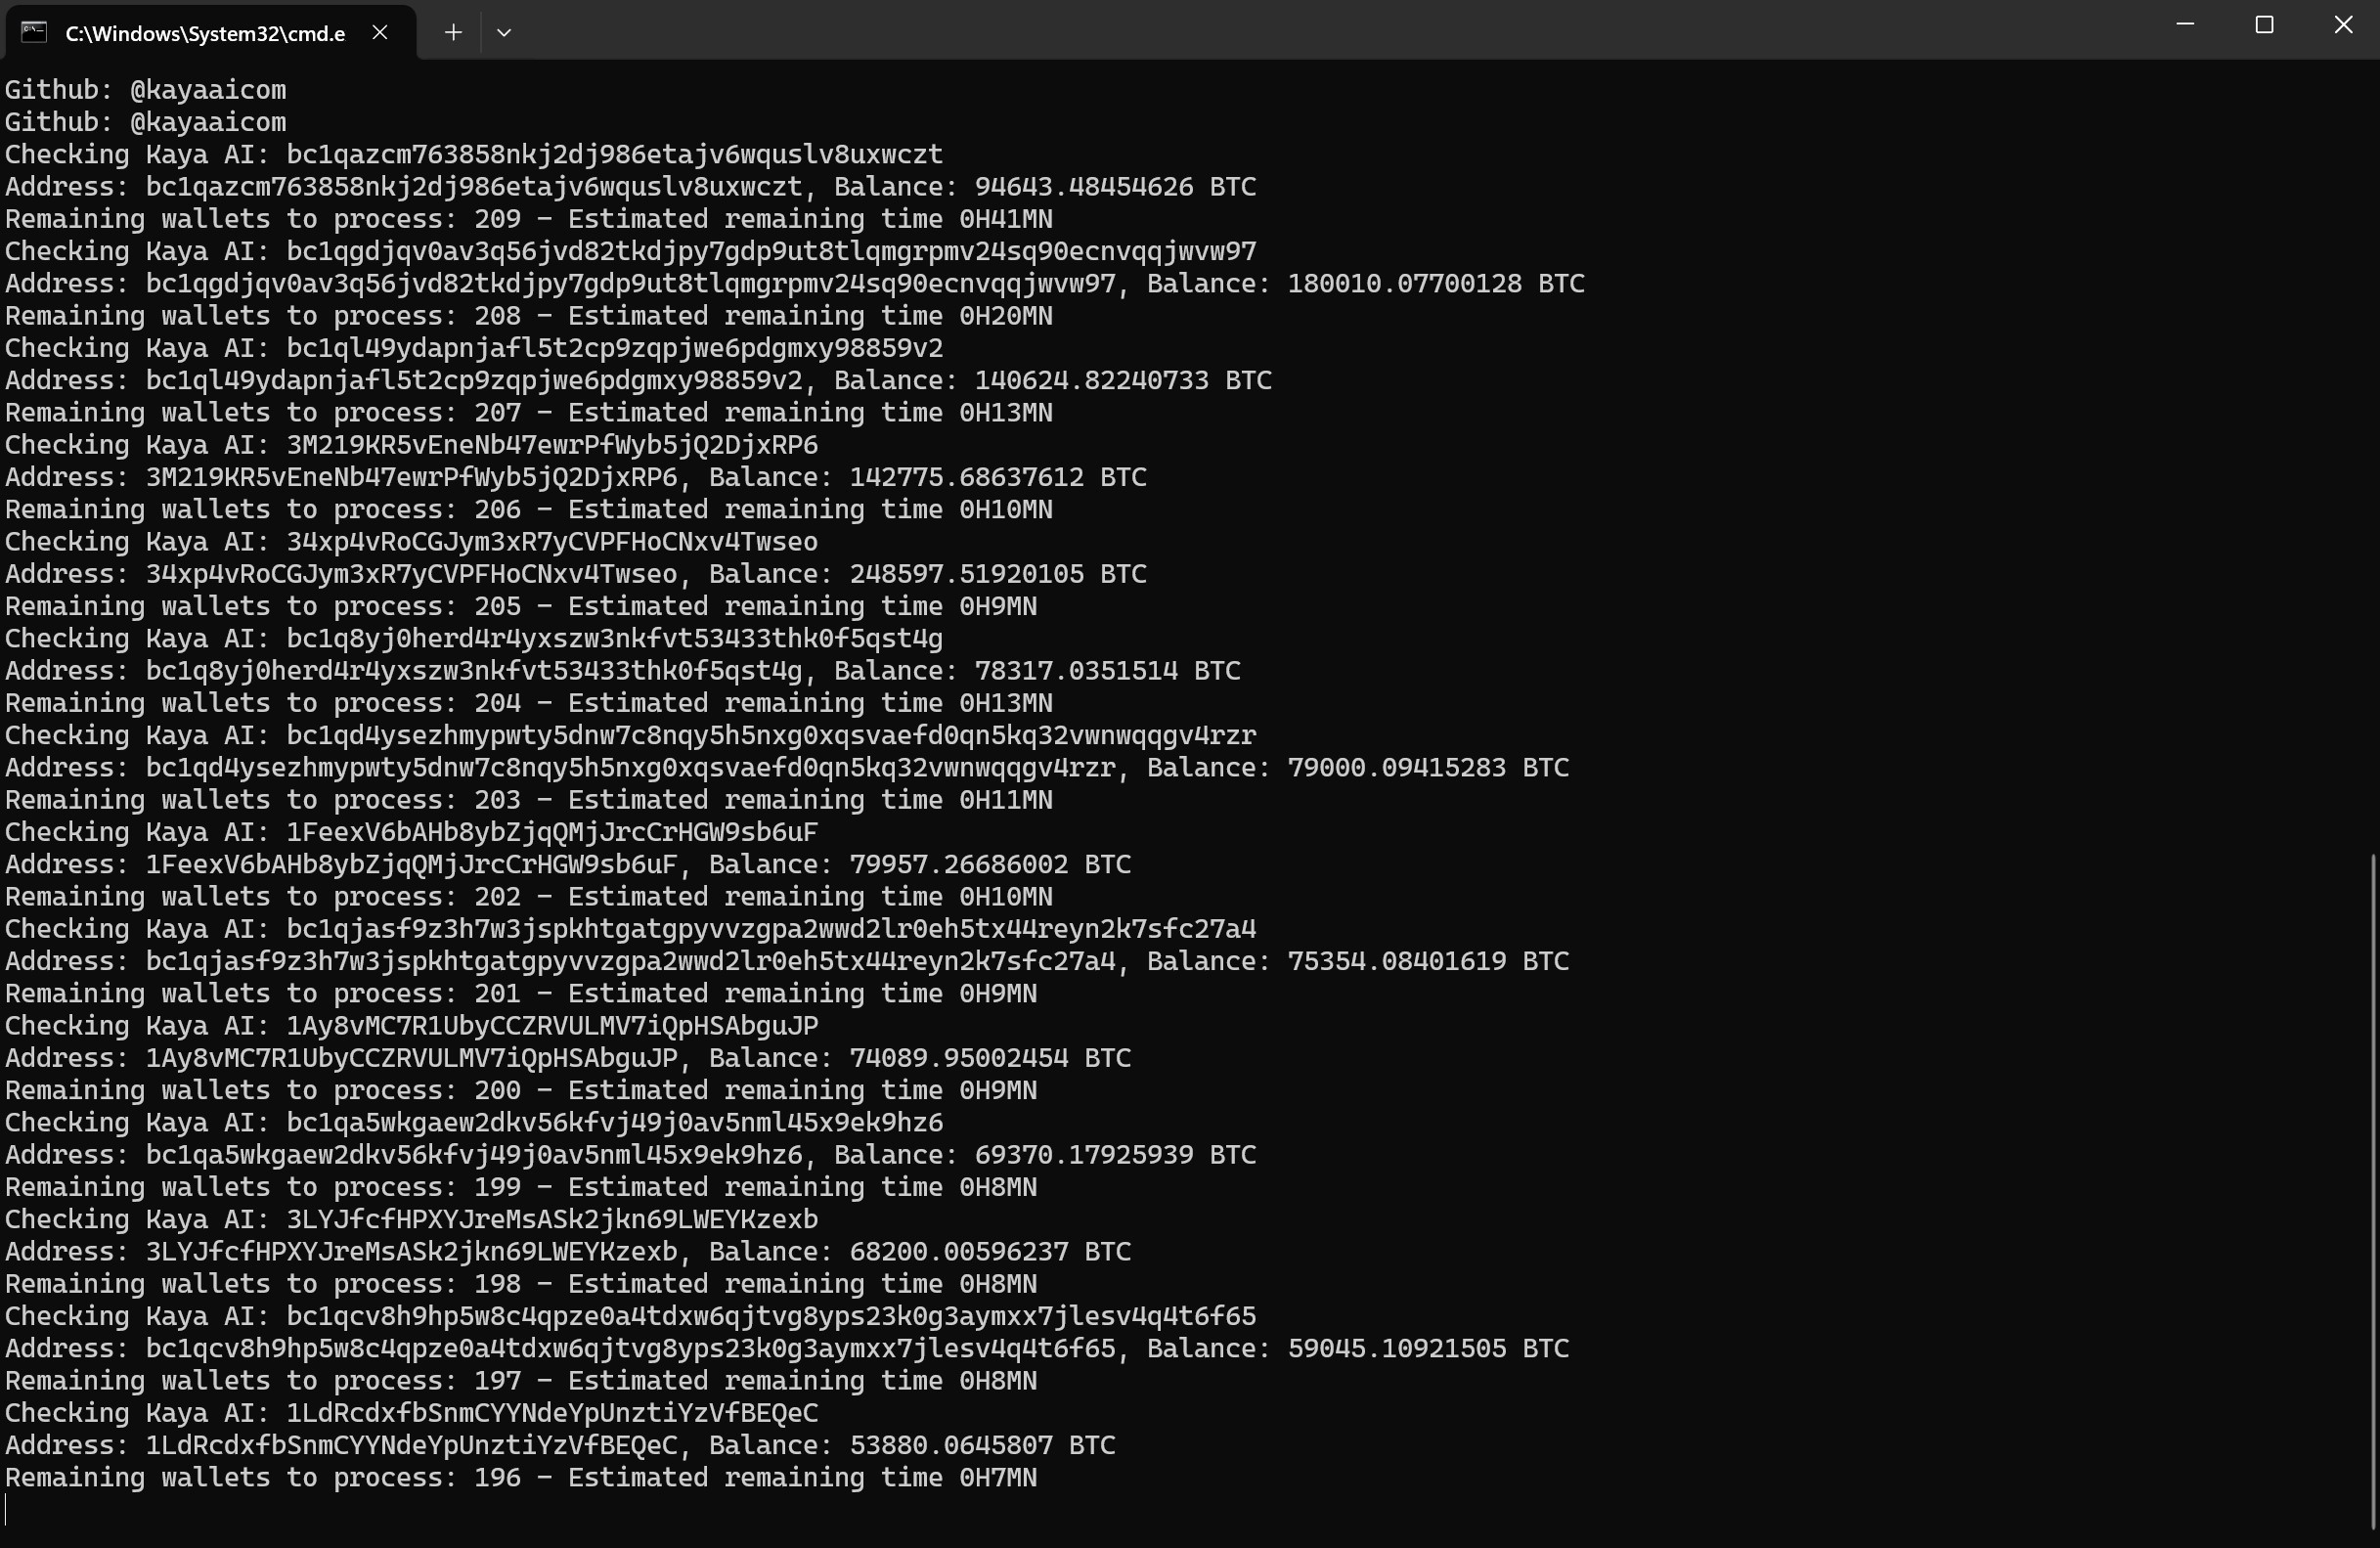 C:\Windows\System32\cmd.e
Github: @kayaaicom
Github: @kayaaicom
Checking Kaya AI: bc1qazcm763858nkj2dj986etajv6wquslv8uxwczt
Address: bc1qazcm763858nkj2dj986etajv6wquslv8uxwczt, Balance: 94643.48454626 BTC
Remaining wallets to process: 209 - Estimated remaining time 0H41MN
Checking Kaya AI: bc1qgdjqv0av3q56jvd82tkdjpy7gdp9ut8tlqmgrpmv24sq90ecnvqqjwvw97
Address: bc1qgdjqv0av3q56jvd82tkdjpy7gdp9ut8tlqmgrpmv24sq90ecnvqqjwvw97, Balance: 180010.07700128 BTC
Remaining wallets to process: 208 - Estimated remaining time 0H20MN
Checking Kaya AI: bc1ql49ydapnjafl5t2cp9zqpjwe6pdgmxy98859v2
Address: bc1ql49ydapnjafl5t2cp9zqpjwe6pdgmxy98859v2, Balance: 140624.82240733 BTC
Remaining wallets to process: 207 - Estimated remaining time 0H13MN
Checking Kaya AI: 3M219KR5vEneNb47ewrPfWyb5jQ2DjxRP6
Address: 3M219KR5vEneNb47ewrPfWyb5jQ2DjxRP6, Balance: 142775.68637612 BTC
Remaining wallets to process: 206 - Estimated remaining time 0H10MN
Checking Kaya AI: 34xp4vRoCGJym3xR7yCVPFHoCNxv4Twseo
Address: 34xp4vRoCGJym3xR7yCVPFHoCNxv4Twseo, Balance: 248597.51920105 BTC
Remaining wallets to process: 205 - Estimated remaining time 0H9MN
Checking Kaya AI: bc1q8yj0herd4r4yxszw3nkfvt53433thk0f5qst4g
Address: bc1q8yj0herd4r4yxszw3nkfvt53433thk0f5qst4g, Balance: 78317.0351514 BTC
Remaining wallets to process: 204 - Estimated remaining time 0H13MN
Checking Kaya AI: bc1qd4ysezhmypwty5dnw7c8nqy5h5nxg0xqsvaefd0qn5kq32vwnwqqgv4rzr
Address: bc1qd4ysezhmypwty5dnw7c8nqy5h5nxg0xqsvaefd0qn5kq32vwnwqqgv4rzr, Balance: 79000.09415283 BTC
Remaining wallets to process: 203 - Estimated remaining time 0H11MN
Checking Kaya AI: 1FeexV6bAHb8ybZjqQMjJrcCrHGW9sb6uF
Address: 1FeexV6bAHb8ybZjqQMjJrcCrHGW9sb6uF, Balance: 79957.26686002 BTC
Remaining wallets to process: 202 - Estimated remaining time 0H10MN
Checking Kaya AI: bc1qjasf9z3h7w3jspkhtgatgpyvvzgpa2wwd2lr0eh5tx44reyn2k7sfc27a4
Address: bc1qjasf9z3h7w3jspkhtgatgpyvvzgpa2wwd2lr0eh5tx44reyn2k7sfc27a4, Balance: 75354.08401619 BTC
Remaining wallets to process: 201 - Estimated remaining time 0H9MN
Checking Kaya AI: 1Ay8vMC7R1UbyCCZRVULMV7iQpHSAbguJP
Address: 1Ay8vMC7R1UbyCCZRVULMV7iQpHSAbguJP, Balance: 74089.95002454 BTC
Remaining wallets to process: 200 - Estimated remaining time 0H9MN
Checking Kaya AI: bc1qa5wkgaew2dkv56kfvj49j0av5nml45x9ek9hz6
Address: bc1qa5wkgaew2dkv56kfvj49j0av5nml45x9ek9hz6, Balance: 69370.17925939 BTC
Remaining wallets to process: 199 - Estimated remaining time 0H8MN
Checking Kaya AI: 3LYJfcfHPXYJreMsASk2jkn69LWEYKzexb
Address: 3LYJfcfHPXYJreMsASk2jkn69LWEYKzexb, Balance: 68200.00596237 BTC
Remaining wallets to process: 198 - Estimated remaining time 0H8MN
Checking Kaya AI: bc1qcv8h9hp5w8c4qpze0a4tdxw6qjtvg8yps23k0g3aymxx7jlesv4q4t6f65
Address: bc1qcv8h9hp5w8c4qpze0a4tdxw6qjtvg8yps23k0g3aymxx7jlesv4q4t6f65, Balance: 59045.10921505 BTC
Remaining wallets to process: 197 - Estimated remaining time 0H8MN
Checking Kaya AI: 1LdRcdxfbSnmCYYNdeYpUnztiYzVfBEQeC
Address: 1LdRcdxfbSnmCYYNdeYpUnztiYzVfBEQeC, Balance: 53880.0645807 BTC
Remaining wallets to process: 196 - Estimated remaining time 0H7MN